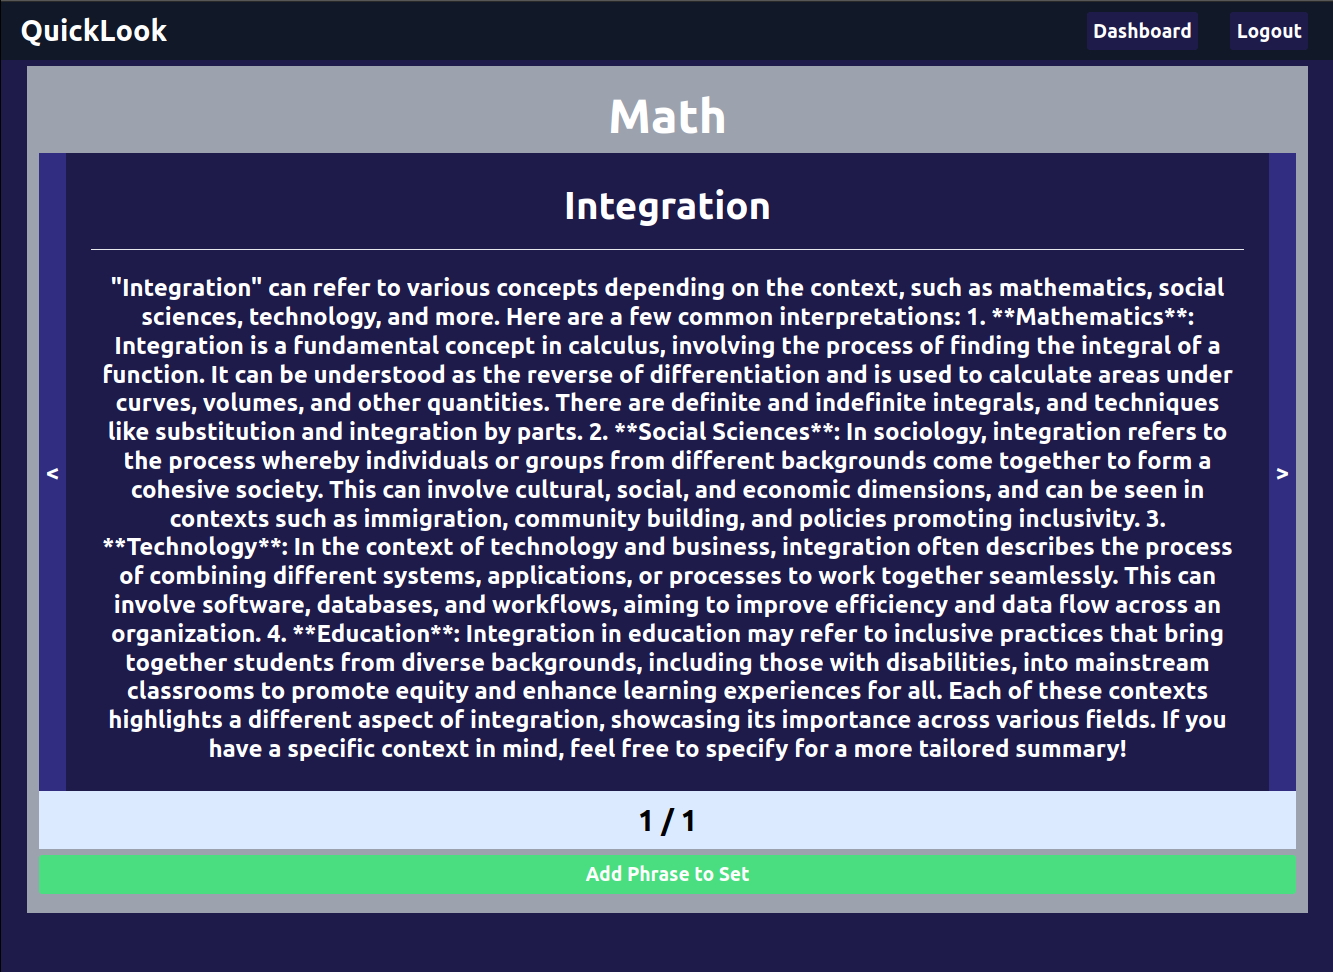 QuickLook
Dashboard
Logout
Math
Integration
"Integration" can refer to various concepts depending on the context, such as mathematics, social
sciences, technology, and more. Here are a few common interpretations: 1. **Mathematics**:
Integration is a fundamental concept in calculus, involving the process of finding the integral of a
function. It can be understood as the reverse of differentiation and is used to calculate areas under
curves, volumes, and other quantities. There are definite and indefinite integrals, and techniques
like substitution and integration by parts. 2. **Social Sciences**: In sociology, integration refers to
the process whereby individuals or groups from different backgrounds come together to form a
cohesive society. This can involve cultural, social, and economic dimensions, and can be seen in
contexts such as immigration, community building, and policies promoting inclusivity. 3.
**Technology**: In the context of technology and business, integration often describes the process
of combining different systems, applications, or processes to work together seamlessly. This can
involve software, databases, and workflows, aiming to improve efficiency and data flow across an
organization. 4. **Education**: Integration in education may refer to inclusive practices that bring
together students from diverse backgrounds, including those with disabilities, into mainstream
classrooms to promote equity and enhance learning experiences for all. Each of these contexts
highlights a different aspect of integration, showcasing its importance across various fields. If you
have a specific context in mind, feel free to specify for a more tailored summary!
<
>
1 / 1
Add Phrase to Set